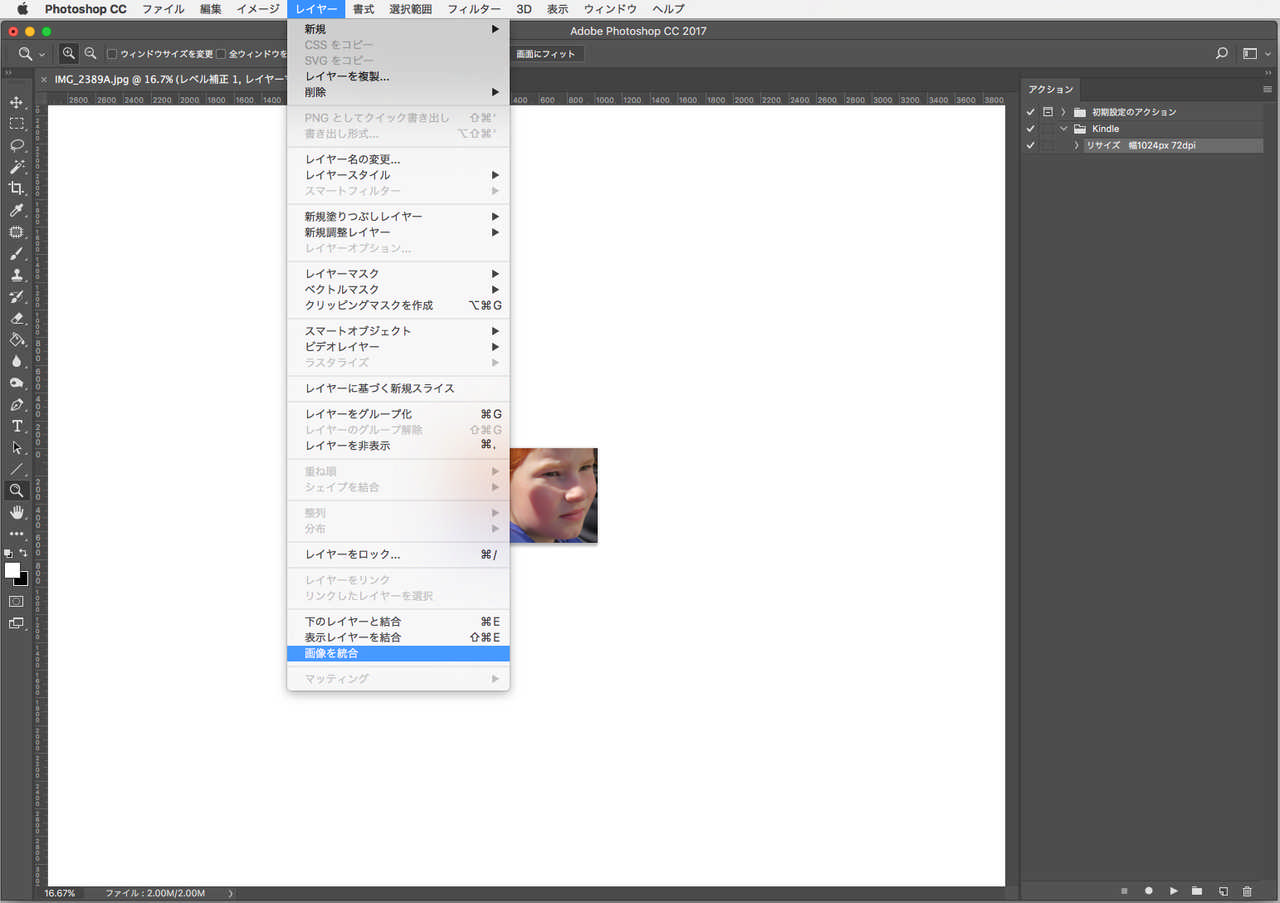 Photoshop CC ファイル 編集 イメージ レイヤー 書式 選択範囲 フィルター 3D 表示 ウィンドウ ヘルプ
Adobe Photoshop CC 2017
ウィンドウサイズを変更 全ウィンドウを 画面にフィット
× IMG_2389A.jpg @ 16.7% (レベル補正 1, レイヤーマ
2800 2800 2600 2400 2200 2000 1800 1600 1400 400 600 800 1000 1200 1400 1600 1800 2000 2200 2400 2600 2800 3000 3200 3400 3600 3800
新規
CSS をコピー
SVG をコピー
レイヤーを複製...
削除
PNG としてクイック書き出し ⇧⌘'
書き出し形式... ⌥⇧⌘'
レイヤー名の変更...
レイヤースタイル
スマートフィルター
新規塗りつぶしレイヤー
新規調整レイヤー
レイヤーオプション...
レイヤーマスク
ベクトルマスク
クリッピングマスクを作成 ⌥⌘G
スマートオブジェクト
ビデオレイヤー
ラスタライズ
レイヤーに基づく新規スライス
レイヤーをグループ化 ⌘G
レイヤーのグループ解除 ⇧⌘G
レイヤーを非表示 ⌘,
重ね順
シェイプを結合
整列
分布
レイヤーをロック... ⌘/
レイヤーをリンク
リンクしたレイヤーを選択
下のレイヤーと結合 ⌘E
表示レイヤーを結合 ⇧⌘E
画像を統合
マッティング
アクション
初期設定のアクション
Kindle
リサイズ 幅1024px 72dpi
16.67% ファイル : 2.00M/2.00M